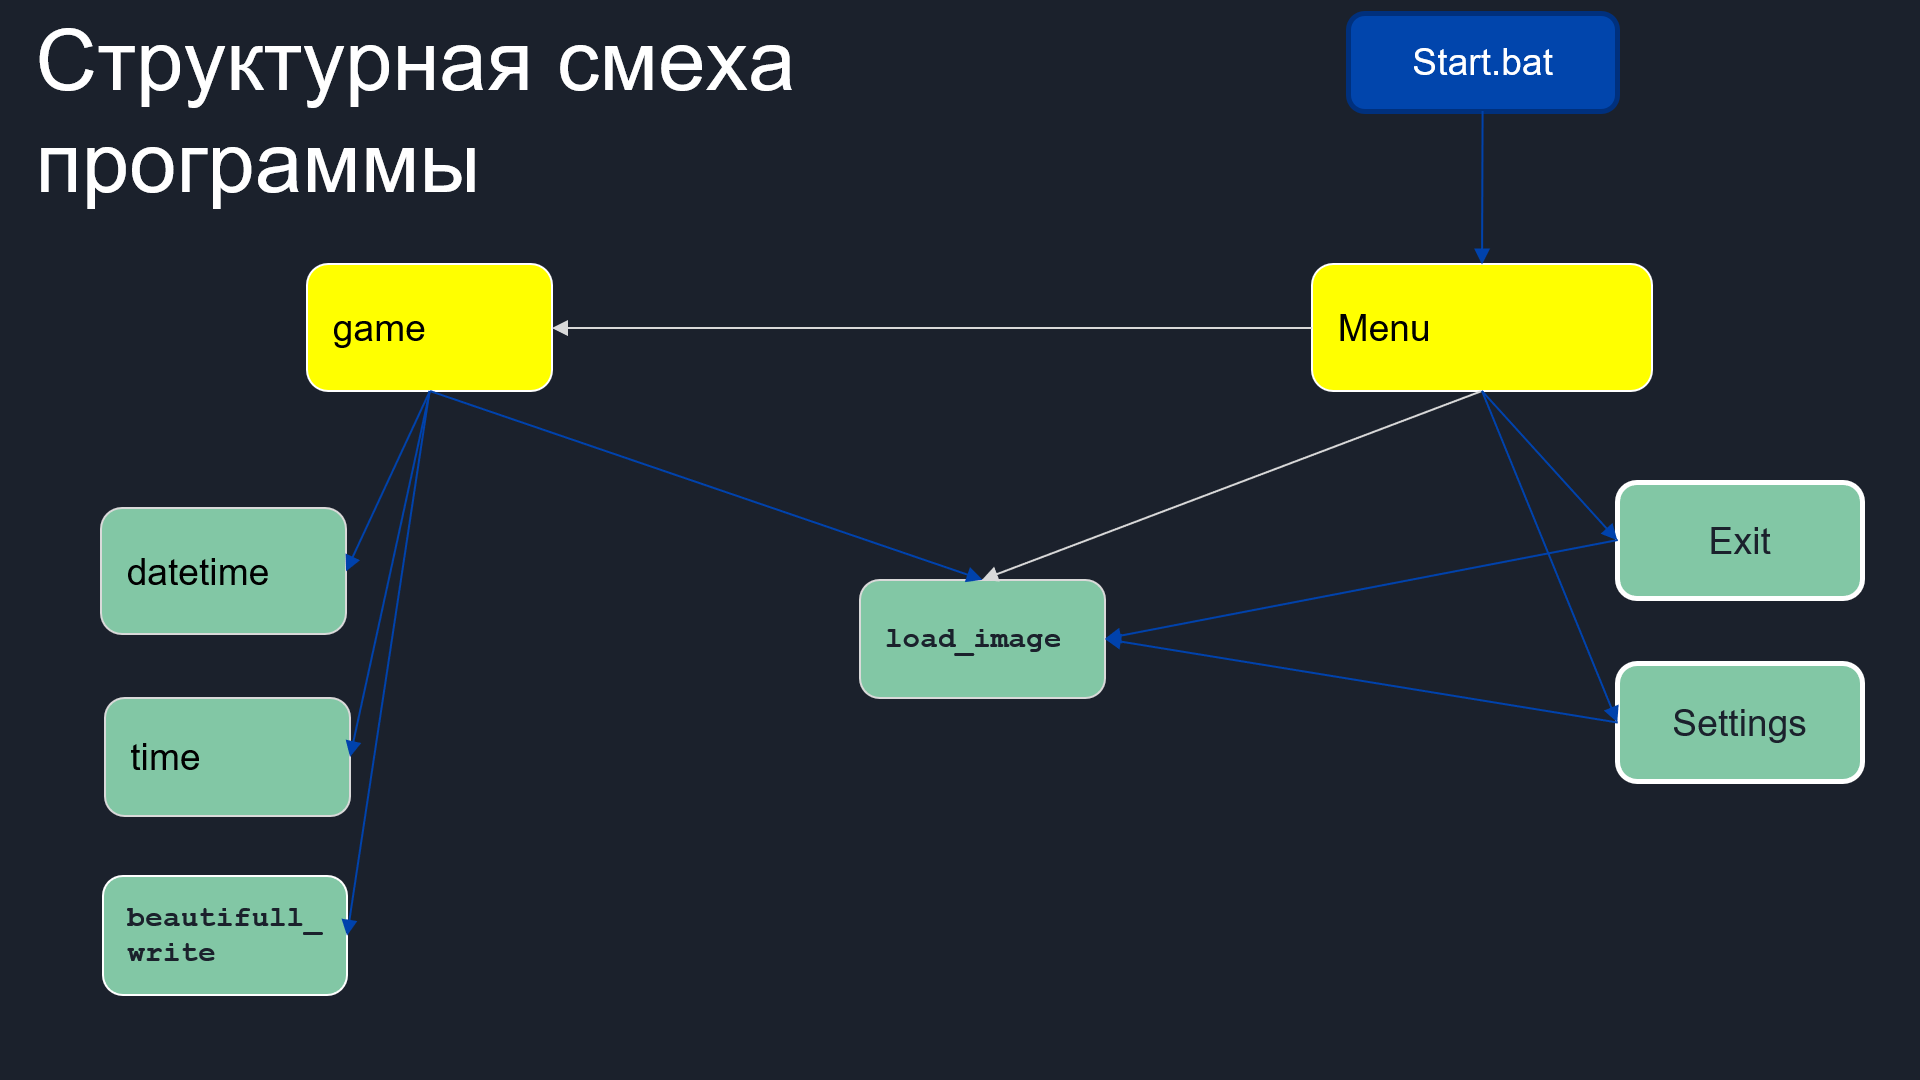 Структурная смеха
программы
Start.bat
game
Menu
datetime
Exit
load_image
Settings
time
beautifull_
write